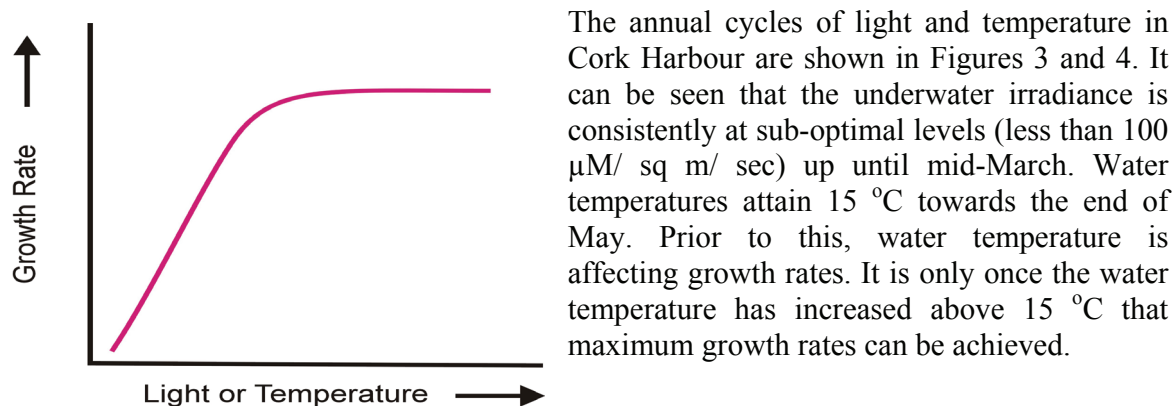 Growth Rate
Light or Temperature
The annual cycles of light and temperature in
Cork Harbour are shown in Figures 3 and 4. It
can be seen that the underwater irradiance is
consistently at sub-optimal levels (less than 100
µM/ sq m/ sec) up until mid-March. Water
temperatures attain 15 °C towards the end of
May. Prior to this, water temperature is
affecting growth rates. It is only once the water
temperature has increased above 15 °C that
maximum growth rates can be achieved.